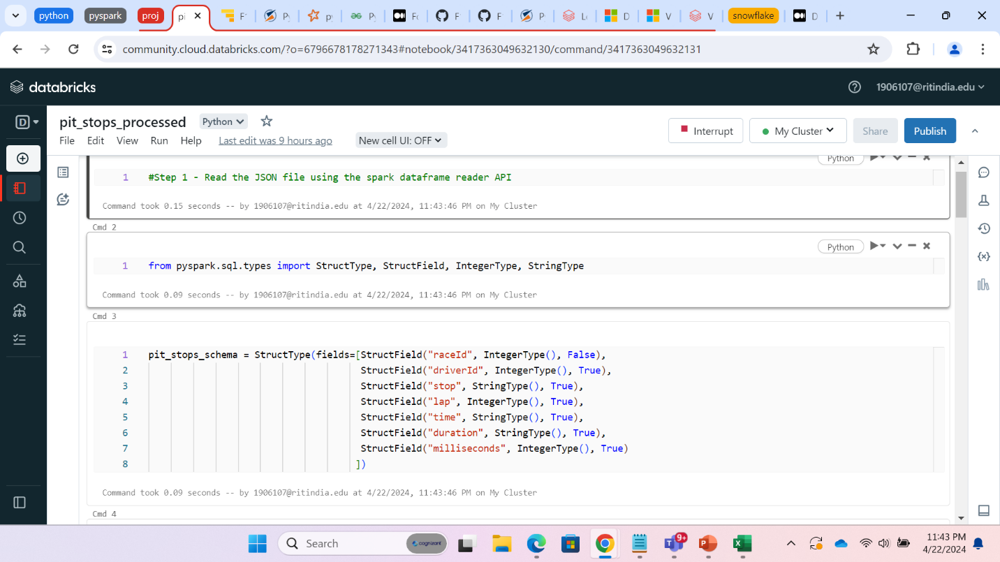 python
pyspark
proj
snowflake
community.cloud.databricks.com/?o=6796678178271343#notebook/3417363049632130/command/3417363049632131
databricks
1906107@ritindia.edu
pit_stops_processed
Python
File Edit View Run Help Last edit was 9 hours ago New cell UI: OFF
Interrupt
My Cluster
Share
Publish
Python
1 #Step 1 - Read the JSON file using the spark dataframe reader API
Command took 0.15 seconds -- by 1906107@ritindia.edu at 4/22/2024, 11:43:46 PM on My Cluster
Cmd 2
Python
1 from pyspark.sql.types import StructType, StructField, IntegerType, StringType
Command took 0.09 seconds -- by 1906107@ritindia.edu at 4/22/2024, 11:43:46 PM on My Cluster
Cmd 3
1 pit_stops_schema = StructType(fields=[StructField("raceId", IntegerType(), False),
2 StructField("driverId", IntegerType(), True),
3 StructField("stop", StringType(), True),
4 StructField("lap", IntegerType(), True),
5 StructField("time", StringType(), True),
6 StructField("duration", StringType(), True),
7 StructField("milliseconds", IntegerType(), True)
8 ])
Command took 0.09 seconds -- by 1906107@ritindia.edu at 4/22/2024, 11:43:46 PM on My Cluster
Cmd 4
Search
cognizant
9+
11:43 PM
4/22/2024